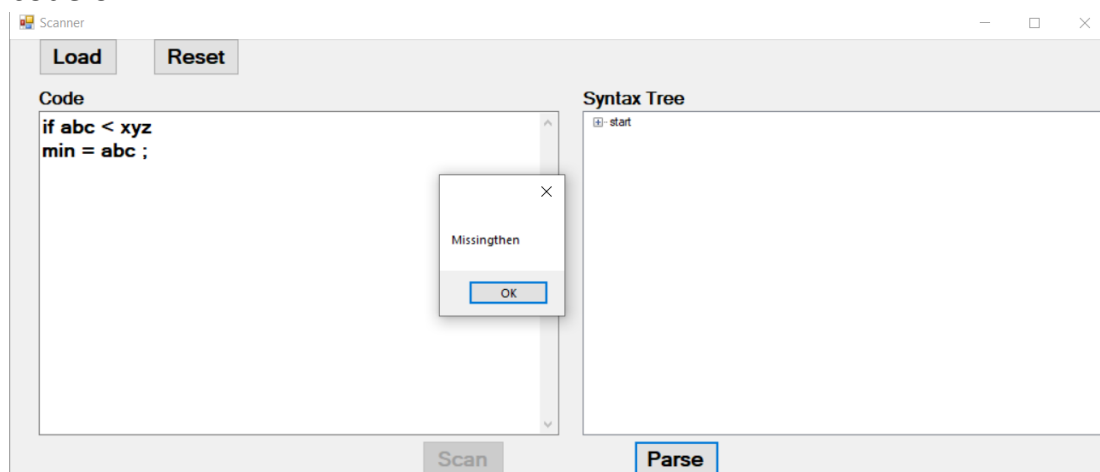 Scanner
Load Reset
Code
Syntax Tree
if abc < xyz
min = abc ;
start
Missingthen
OK
Scan
Parse